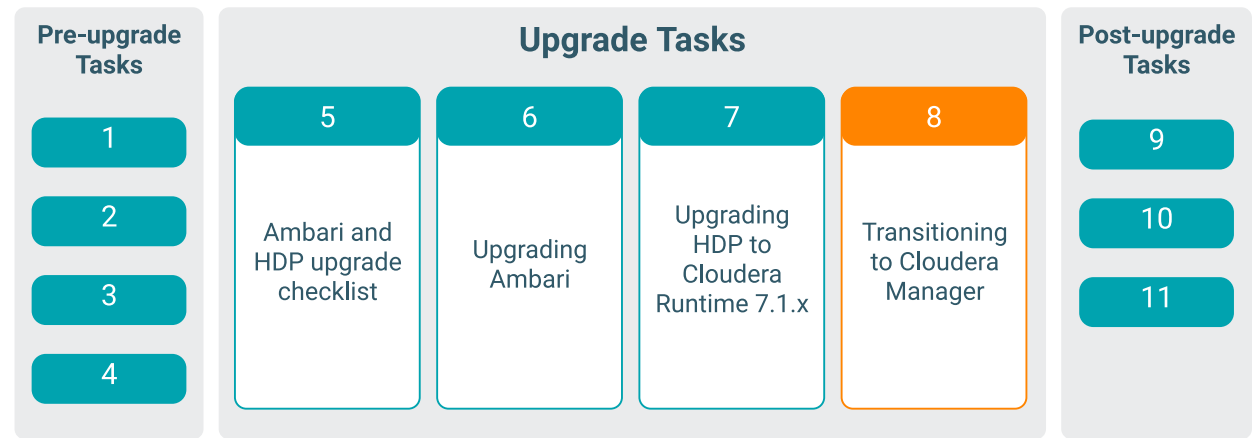 Pre-upgrade
Tasks
1
2
3
4
Upgrade Tasks
5
Ambari and
HDP upgrade
checklist
6
Upgrading
Ambari
7
Upgrading
HDP to
Cloudera
Runtime 7.1.x
8
Transitioning
to Cloudera
Manager
Post-upgrade
Tasks
9
10
11